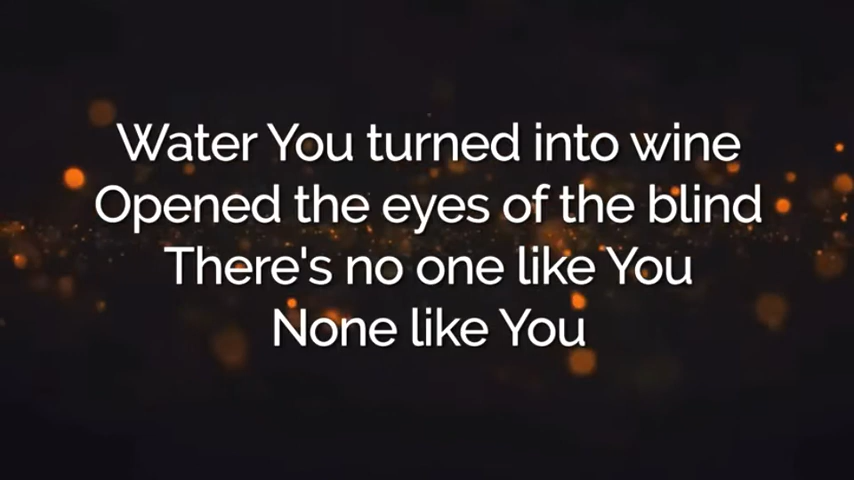 Water You turned into wine
Opened the eyes of the blind
There's no one like You
None like You